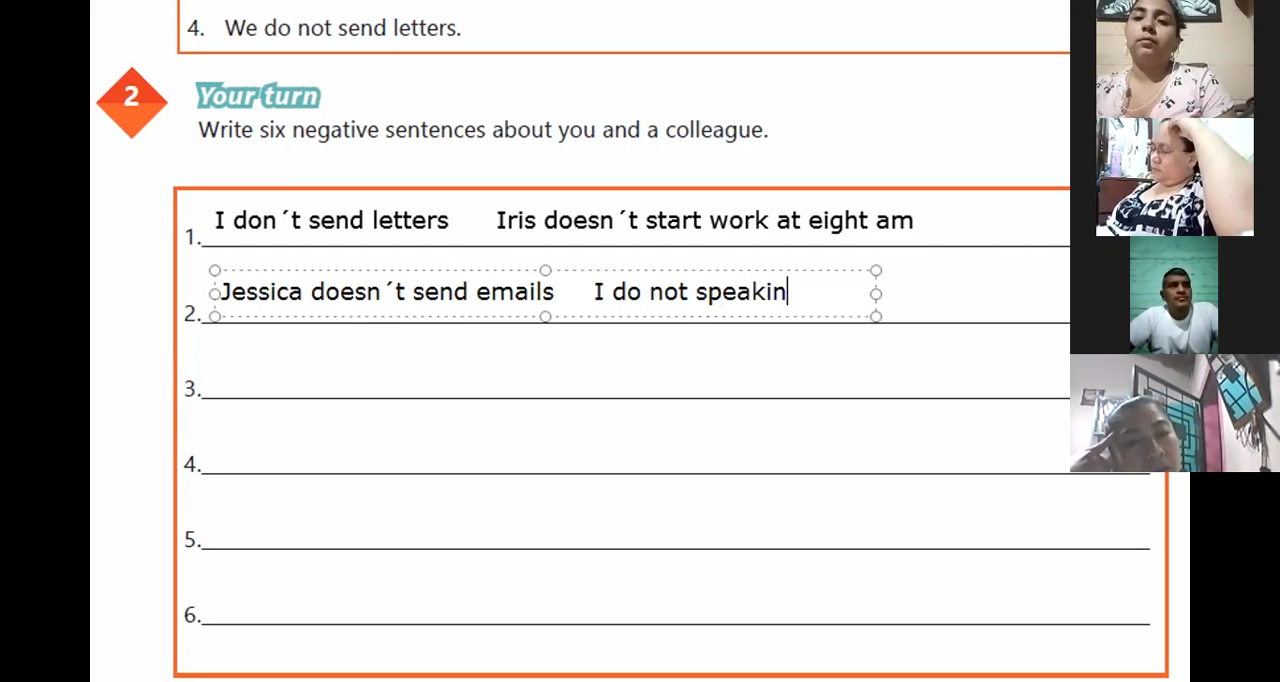 4. We do not send letters.
2
Your turn
Write six negative sentences about you and a colleague.
I don´t send letters Iris doesn´t start work at eight am
1.
Jessica doesn´t send emails I do not speakin
2.
3.
4.
5.
6.